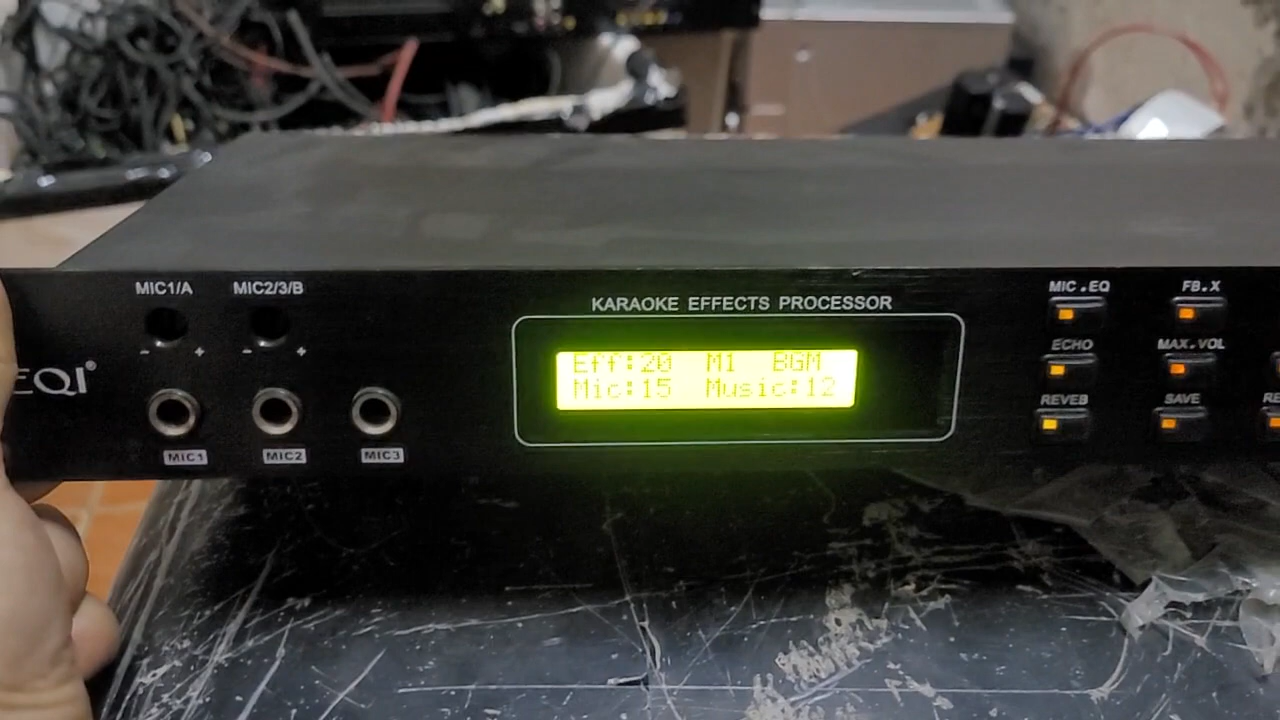 MIC1/A
MIC2/3/B
- +
- +
EQI®
MIC1
MIC2
MIC3
KARAOKE EFFECTS PROCESSOR
Eff:20 M1 BGM
Mic:15 Music:12
MIC.EQ
FB.X
ECHO
MAX.VOL
REVEB
SAVE
RE